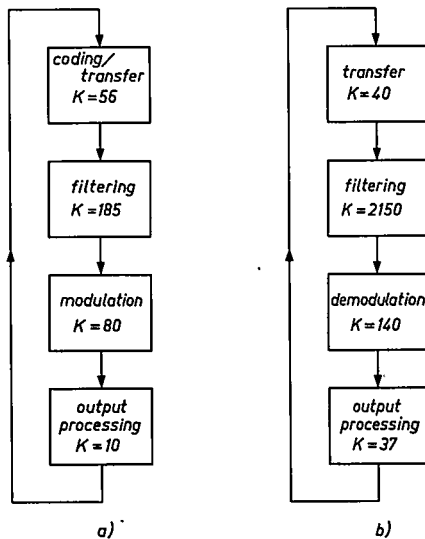 coding/
transfer
K=56
filtering
K=185
modulation
K=80
output
processing
K=10
a)
transfer
K=40
filtering
K=2150
demodulation
K=140
output
processing
K=37
b)